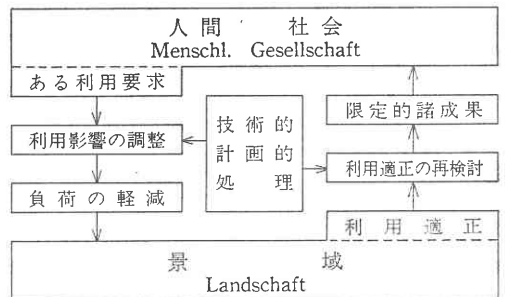 人間 社会
Menschl. Gesellschaft
ある利用要求
利用影響の調整
負荷の軽減
技術的
計画的
処理
限定的諸成果
利用適正の再検討
利用適正
景域
Landschaft